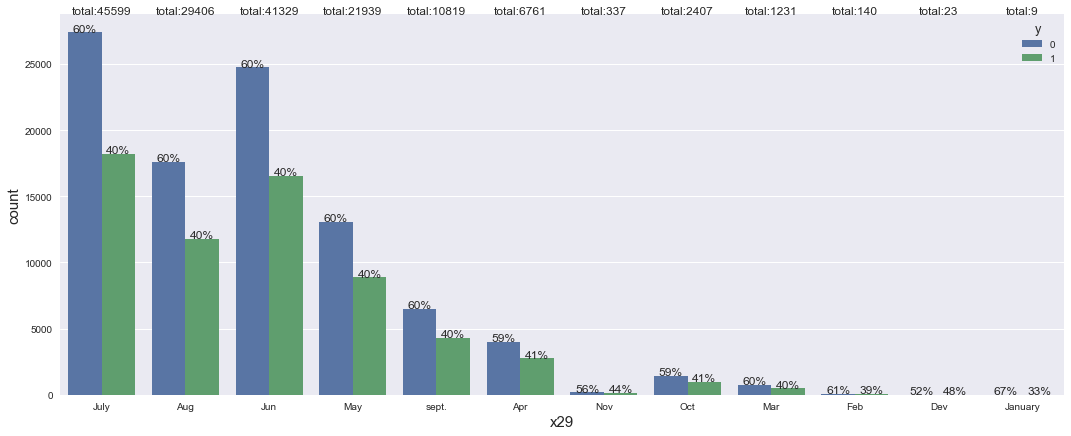 total:45599 total:29406 total:41329 total:21939 total:10819 total:6761 total:337 total:2407 total:1231 total:140 total:23 total:9
y
0
1
60% 40% 60% 40% 60% 40% 60% 40% 60% 40% 59% 41% 56% 44% 59% 41% 60% 40% 61% 39% 52% 48% 67% 33%
25000
20000
15000
10000
5000
0
count
July Aug Jun May sept. Apr Nov Oct Mar Feb Dev January
x29